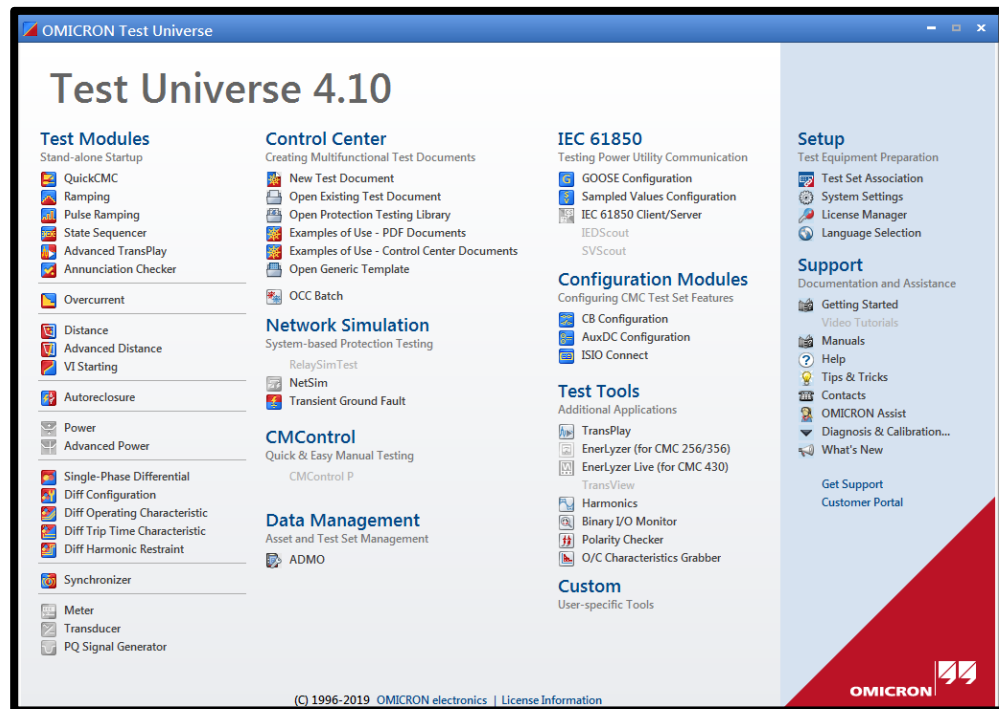 OMICRON Test Universe
Test Universe 4.10
Test Modules
Stand-alone Startup
QuickCMC
Ramping
Pulse Ramping
State Sequencer
Advanced TransPlay
Annunciation Checker
Overcurrent
Distance
Advanced Distance
VI Starting
Autoreclosure
Power
Advanced Power
Single-Phase Differential
Diff Configuration
Diff Operating Characteristic
Diff Trip Time Characteristic
Diff Harmonic Restraint
Synchronizer
Meter
Transducer
PQ Signal Generator
Control Center
Creating Multifunctional Test Documents
New Test Document
Open Existing Test Document
Open Protection Testing Library
Examples of Use - PDF Documents
Examples of Use - Control Center Documents
Open Generic Template
OCC Batch
Network Simulation
System-based Protection Testing
RelaySimTest
NetSim
Transient Ground Fault
CMControl
Quick & Easy Manual Testing
CMControl P
Data Management
Asset and Test Set Management
ADMO
IEC 61850
Testing Power Utility Communication
GOOSE Configuration
Sampled Values Configuration
IEC 61850 Client/Server
IEDScout
SVScout
Configuration Modules
Configuring CMC Test Set Features
CB Configuration
AuxDC Configuration
ISIO Connect
Test Tools
Additional Applications
TransPlay
EnerLyzer (for CMC 256/356)
EnerLyzer Live (for CMC 430)
TransView
Harmonics
Binary I/O Monitor
Polarity Checker
O/C Characteristics Grabber
Custom
User-specific Tools
Setup
Test Equipment Preparation
Test Set Association
System Settings
License Manager
Language Selection
Support
Documentation and Assistance
Getting Started
Video Tutorials
Manuals
Help
Tips & Tricks
Contacts
OMICRON Assist
Diagnosis & Calibration...
What's New
Get Support
Customer Portal
OMICRON
(C) 1996-2019 OMICRON electronics | License Information